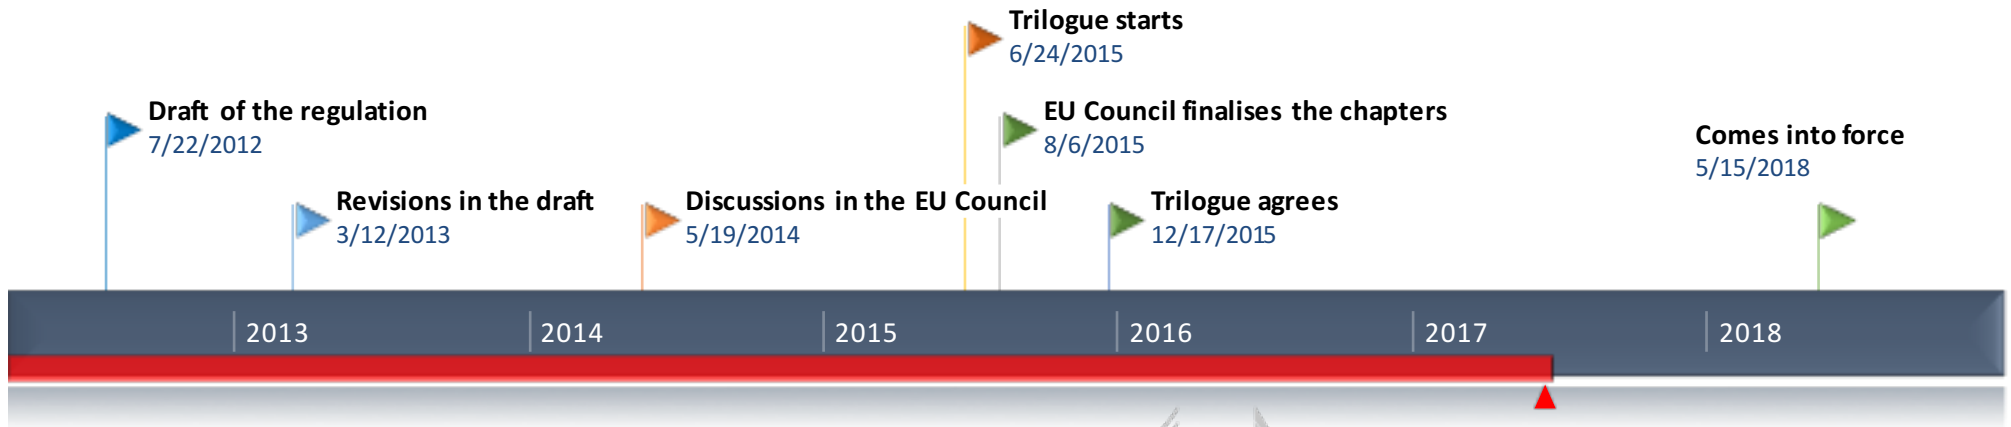 Trilogue starts
6/24/2015
Draft of the regulation
7/22/2012
EU Council finalises the chapters
8/6/2015
Comes into force
5/15/2018
Revisions in the draft
3/12/2013
Discussions in the EU Council
5/19/2014
Trilogue agrees
12/17/2015
2013 2014 2015 2016 2017 2018